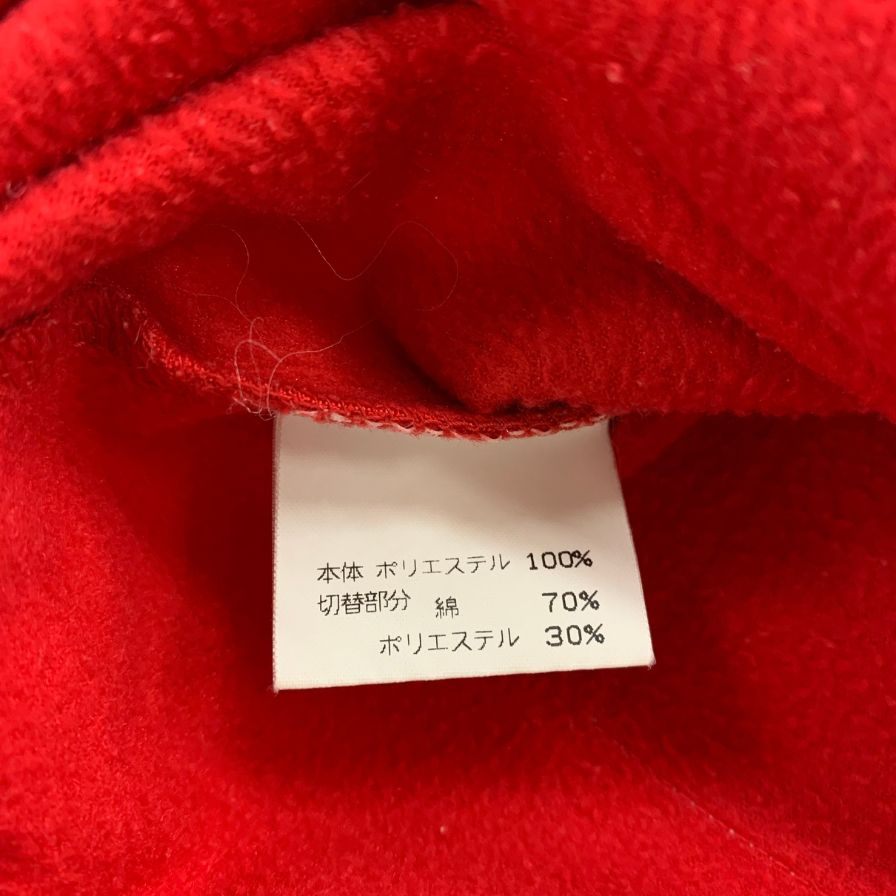 本体 ポリエステル 100%
切替部分 綿 70%
ポリエステル 30%